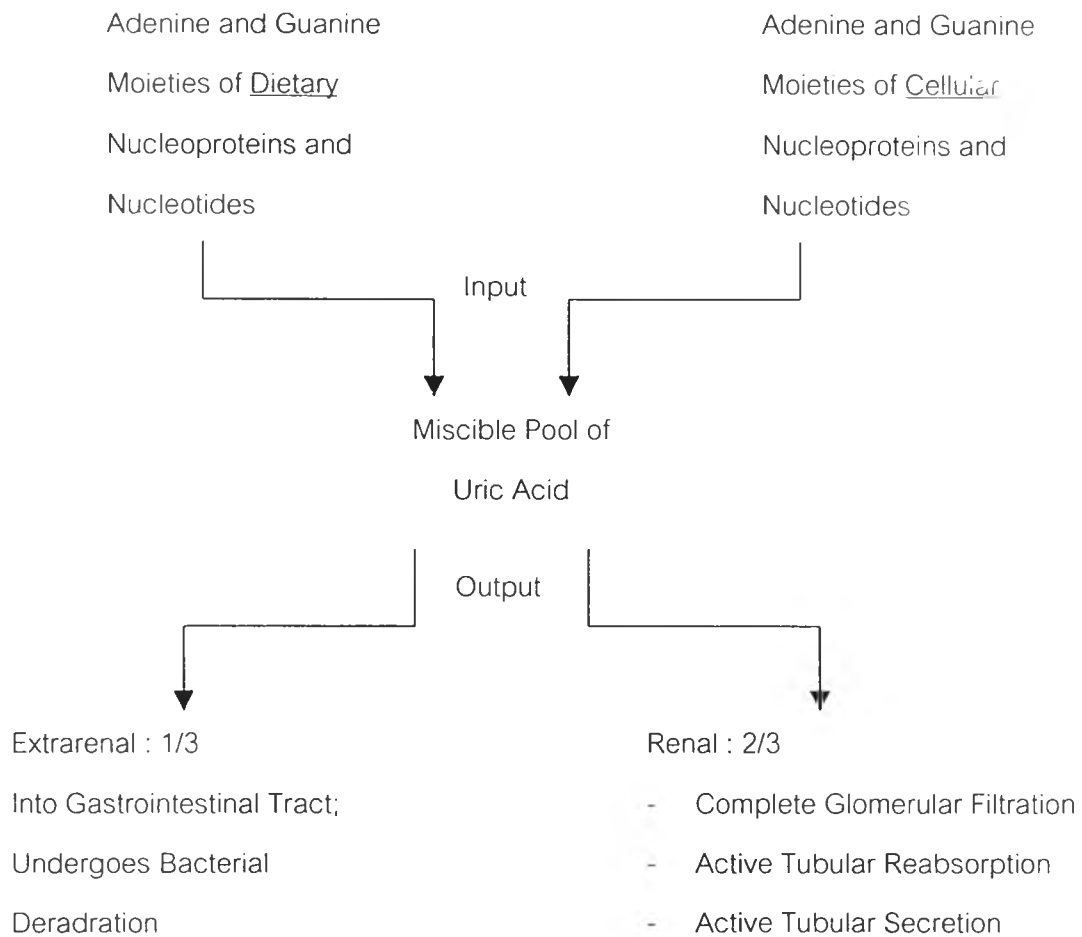 Adenine and Guanine
Moieties of Dietary
Nucleoproteins and
Nucleotides
Adenine and Guanine
Moieties of Cellular
Nucleoproteins and
Nucleotides
Input
Miscible Pool of
Uric Acid
Output
Extrarenal : 1/3
Into Gastrointestinal Tract;
Undergoes Bacterial
Deradration
Renal : 2/3
- Complete Glomerular Filtration
- Active Tubular Reabsorption
- Active Tubular Secretion